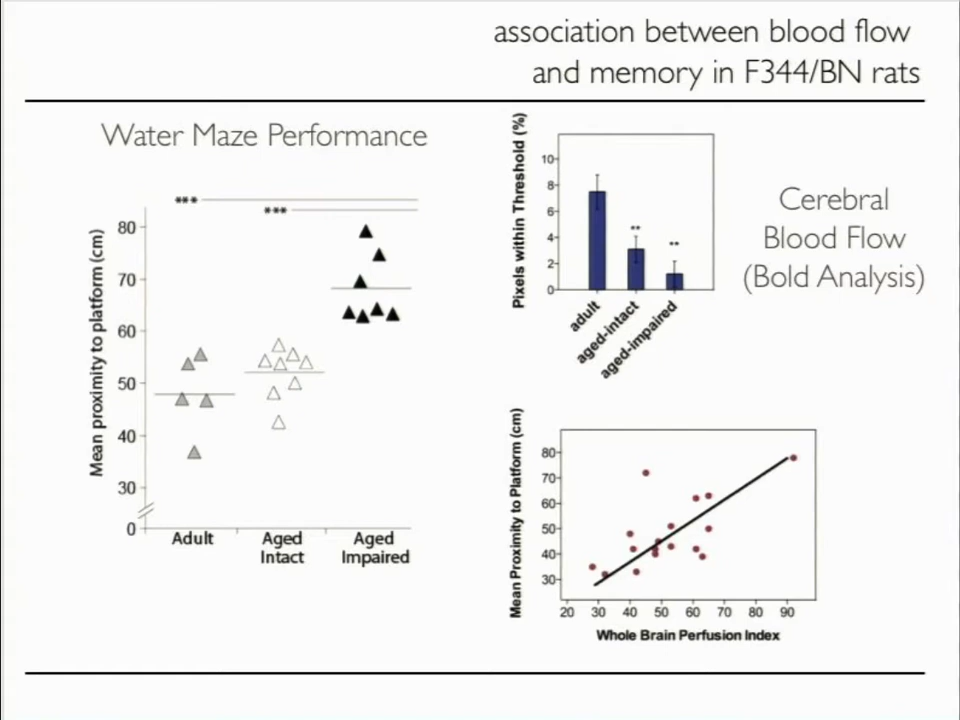 association between blood flow
and memory in F344/BN rats
Water Maze Performance
***
***
Mean proximity to platform (cm)
80
70
60
50
40
30
0
Adult
Aged
Intact
Aged
Impaired
Pixels within Threshold (%)
10
8
6
4
2
0
**
**
adult
aged-intact
aged-impaired
Cerebral
Blood Flow
(Bold Analysis)
Mean Proximity to Platform (cm)
80
70
60
50
40
30
20 30 40 50 60 70 80 90
Whole Brain Perfusion Index